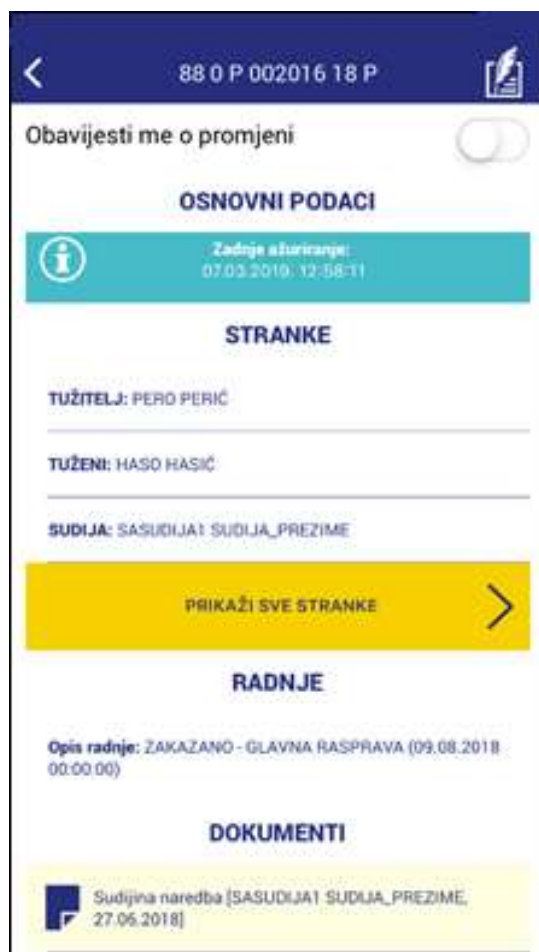 88 0 P 002016 18 P
Obavijesti me o promjeni
OSNOVNI PODACI
Zadnje ažuriranje:
07.03.2019. 12:58:11
STRANKE
TUŽITELJ: PERO PERIĆ
TUŽENI: HASO HASIĆ
SUDIJA: SASUDIJA1 SUDIJA_PREZIME
PRIKAŽI SVE STRANKE
RADNJE
Opis radnje: ZAKAZANO - GLAVNA RASPRAVA (09.08.2018
00:00:00)
DOKUMENTI
Sudijina naredba [SASUDIJA1 SUDIJA_PREZIME,
27.06.2018]